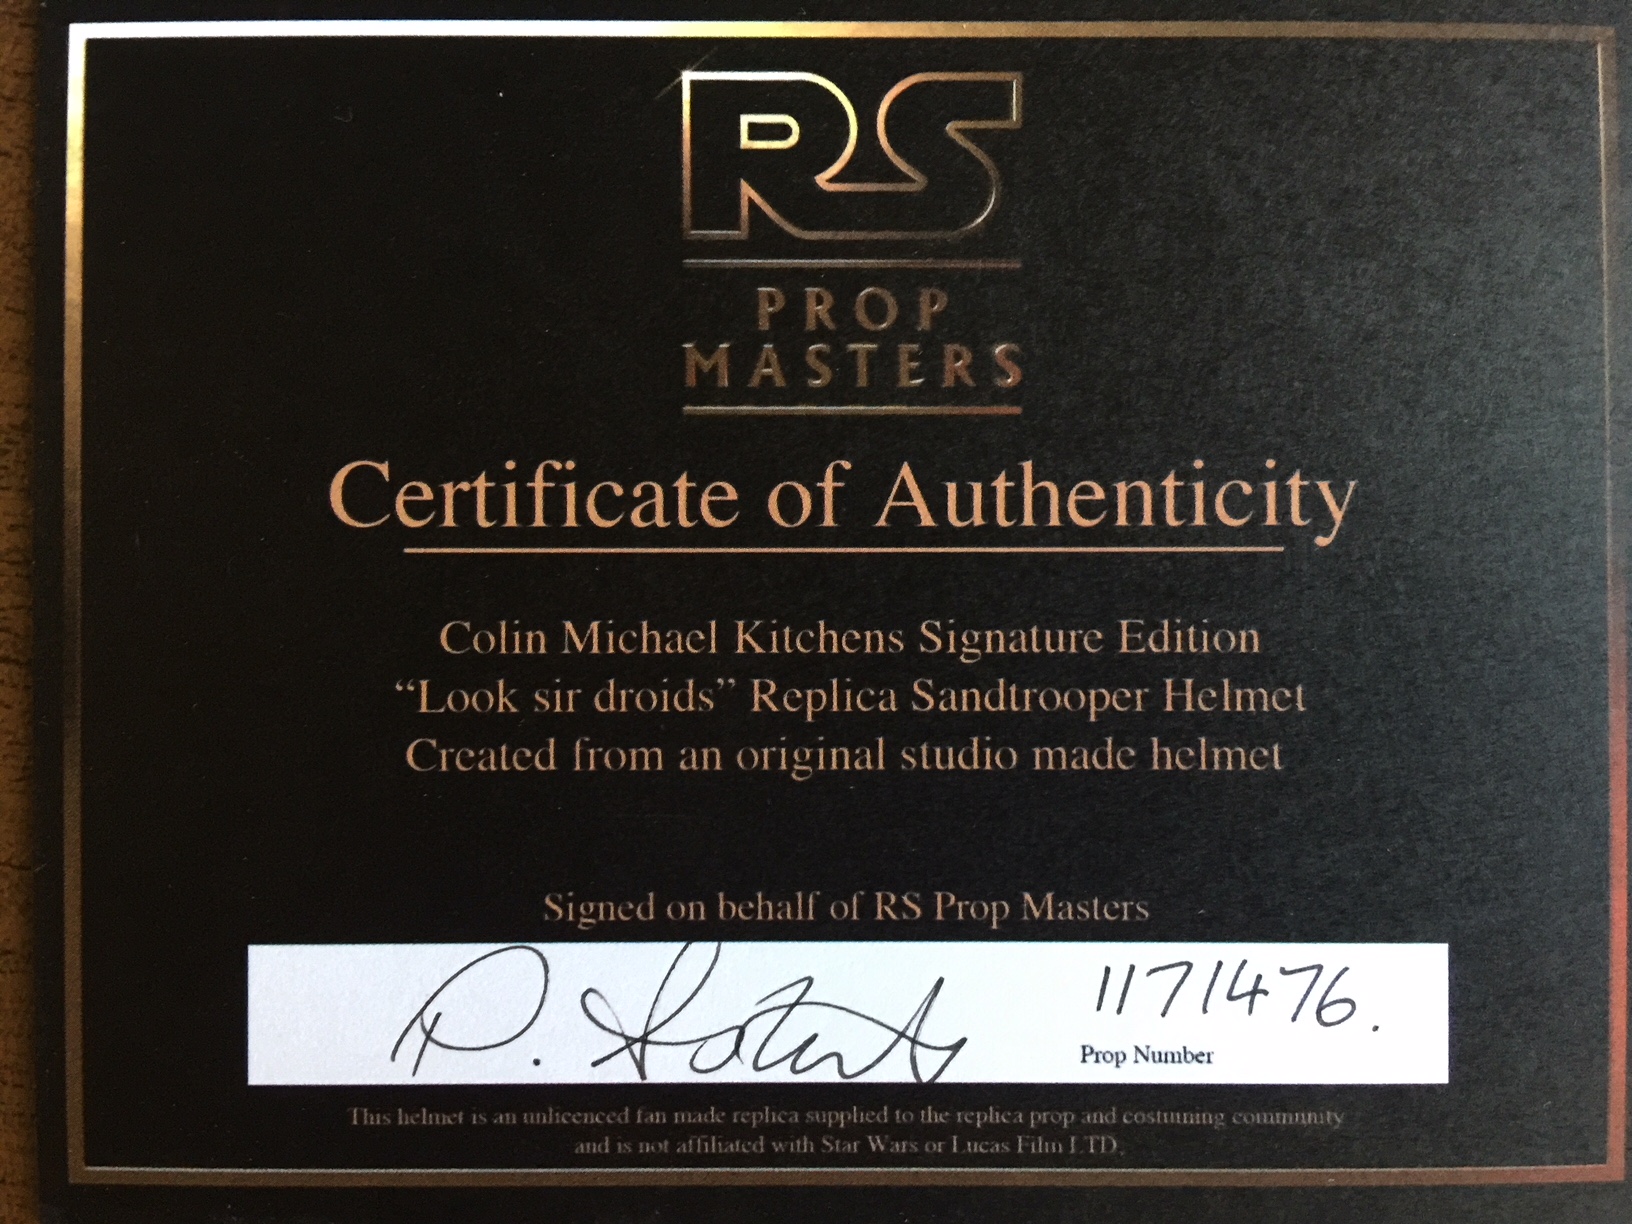 RS
PROP
MASTERS
Certificate of Authenticity
Colin Michael Kitchens Signature Edition
“Look sir droids” Replica Sandtrooper Helmet
Created from an original studio made helmet
Signed on behalf of RS Prop Masters
1171476.
Prop Number
This helmet is an unlicenced fan made replica supplied to the replica prop and costuming community
and is not affiliated with Star Wars or Lucas Film LTD.